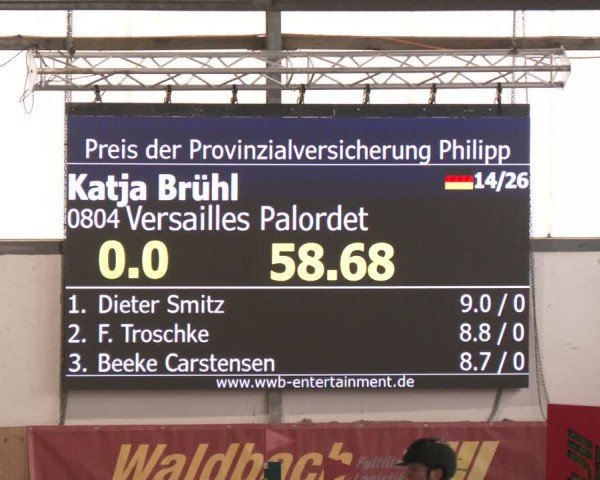 Preis der Provinzialversicherung Philipp
Katja Brühl 14/26
0804 Versailles Palordet
0.0 58.68
1. Dieter Smitz 9.0 / 0
2. F. Troschke 8.8 / 0
3. Beeke Carstensen 8.7 / 0
www.wwb-entertainment.de
Waldbach